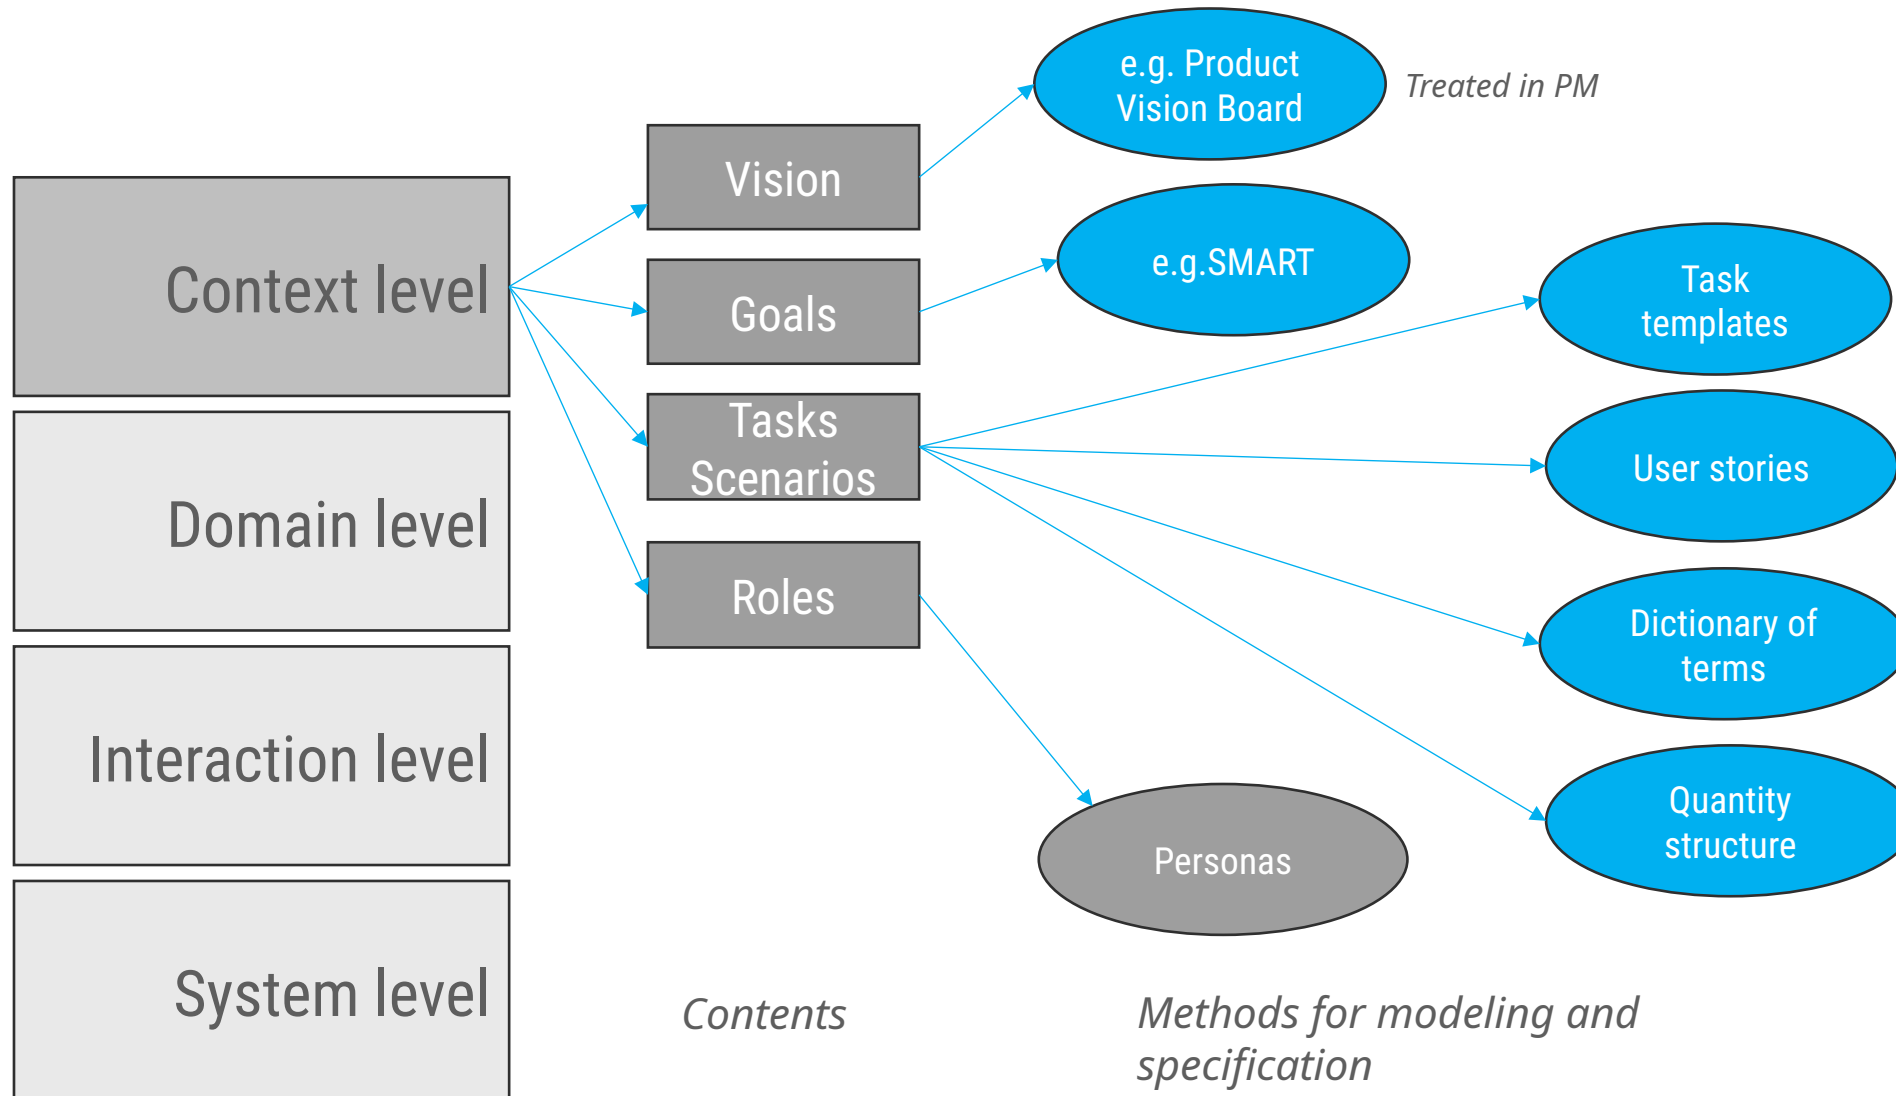 Context level
Domain level
Interaction level
System level
Vision
Goals
Tasks
Scenarios
Roles
Contents
e.g. Product
Vision Board
Treated in PM
e.g.SMART
Task
templates
User stories
Dictionary of
terms
Quantity
structure
Personas
Methods for modeling and
specification